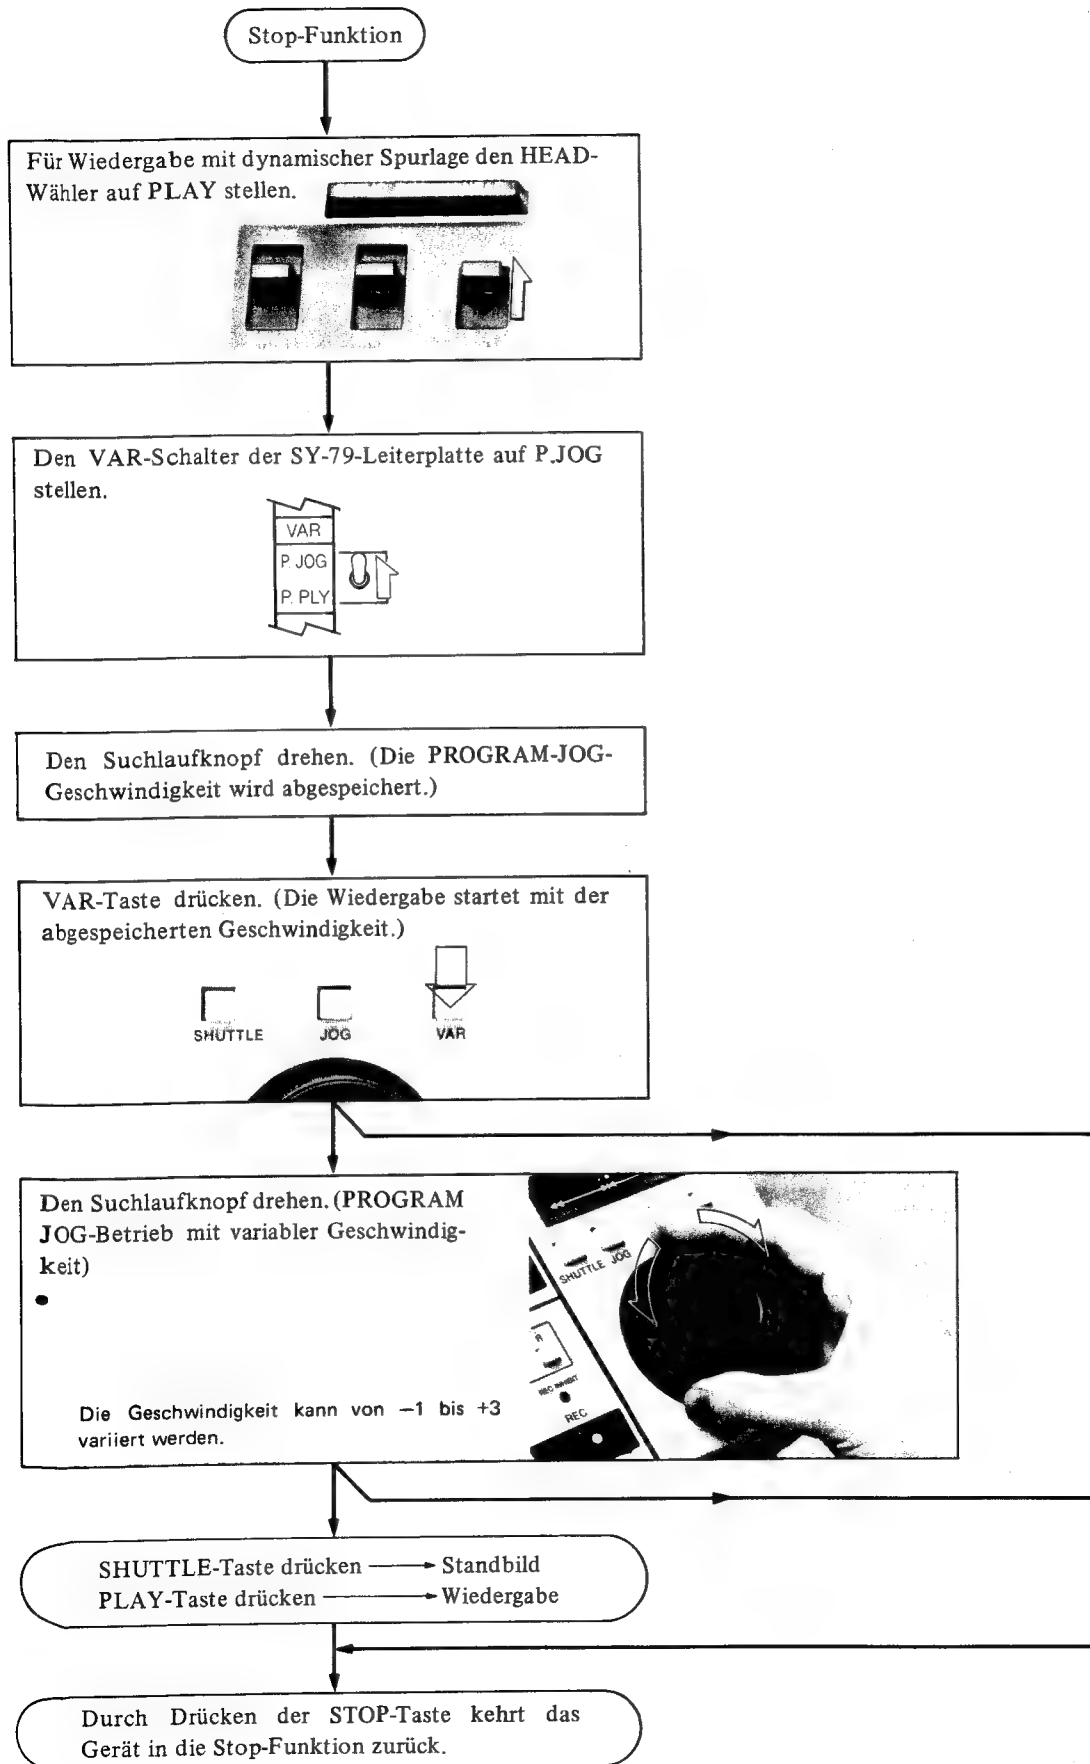 Stop-Funktion
Für Wiedergabe mit dynamischer Spurlage den HEAD-
Wähler auf PLAY stellen.
Den VAR-Schalter der SY-79-Leiterplatte auf P.JOG
stellen.
VAR
P. JOG
P. PLY
Den Suchlaufknopf drehen. (Die PROGRAM-JOG-
Geschwindigkeit wird abgespeichert.)
VAR-Taste drücken. (Die Wiedergabe startet mit der
abgespeicherten Geschwindigkeit.)
SHUTTLE JOG VAR
Den Suchlaufknopf drehen. (PROGRAM
JOG-Betrieb mit variabler Geschwindig-
keit)
SHUTTLE JOG
REC INHIBIT
REC
Die Geschwindigkeit kann von −1 bis +3
variiert werden.
SHUTTLE-Taste drücken → Standbild
PLAY-Taste drücken → Wiedergabe
Durch Drücken der STOP-Taste kehrt das
Gerät in die Stop-Funktion zurück.